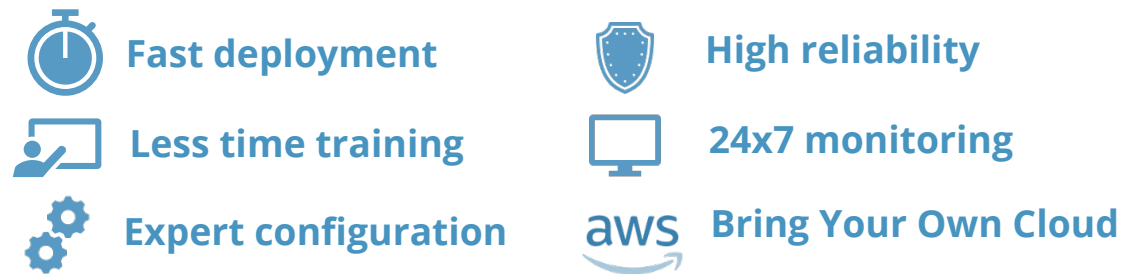 Fast deployment
High reliability
Less time training
24x7 monitoring
Expert configuration
aws
Bring Your Own Cloud